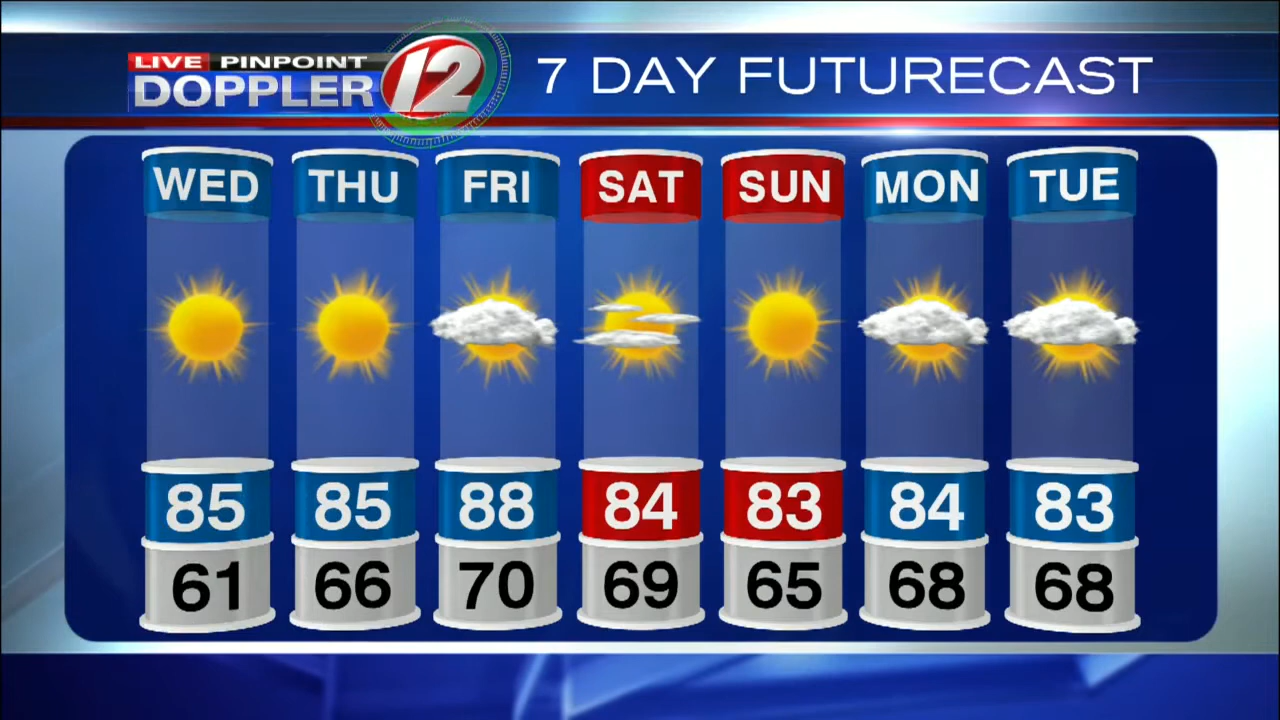 LIVE PINPOINT
DOPPLER 12
7 DAY FUTURECAST
WED THU FRI SAT SUN MON TUE
85 85 88 84 83 84 83
61 66 70 69 65 68 68